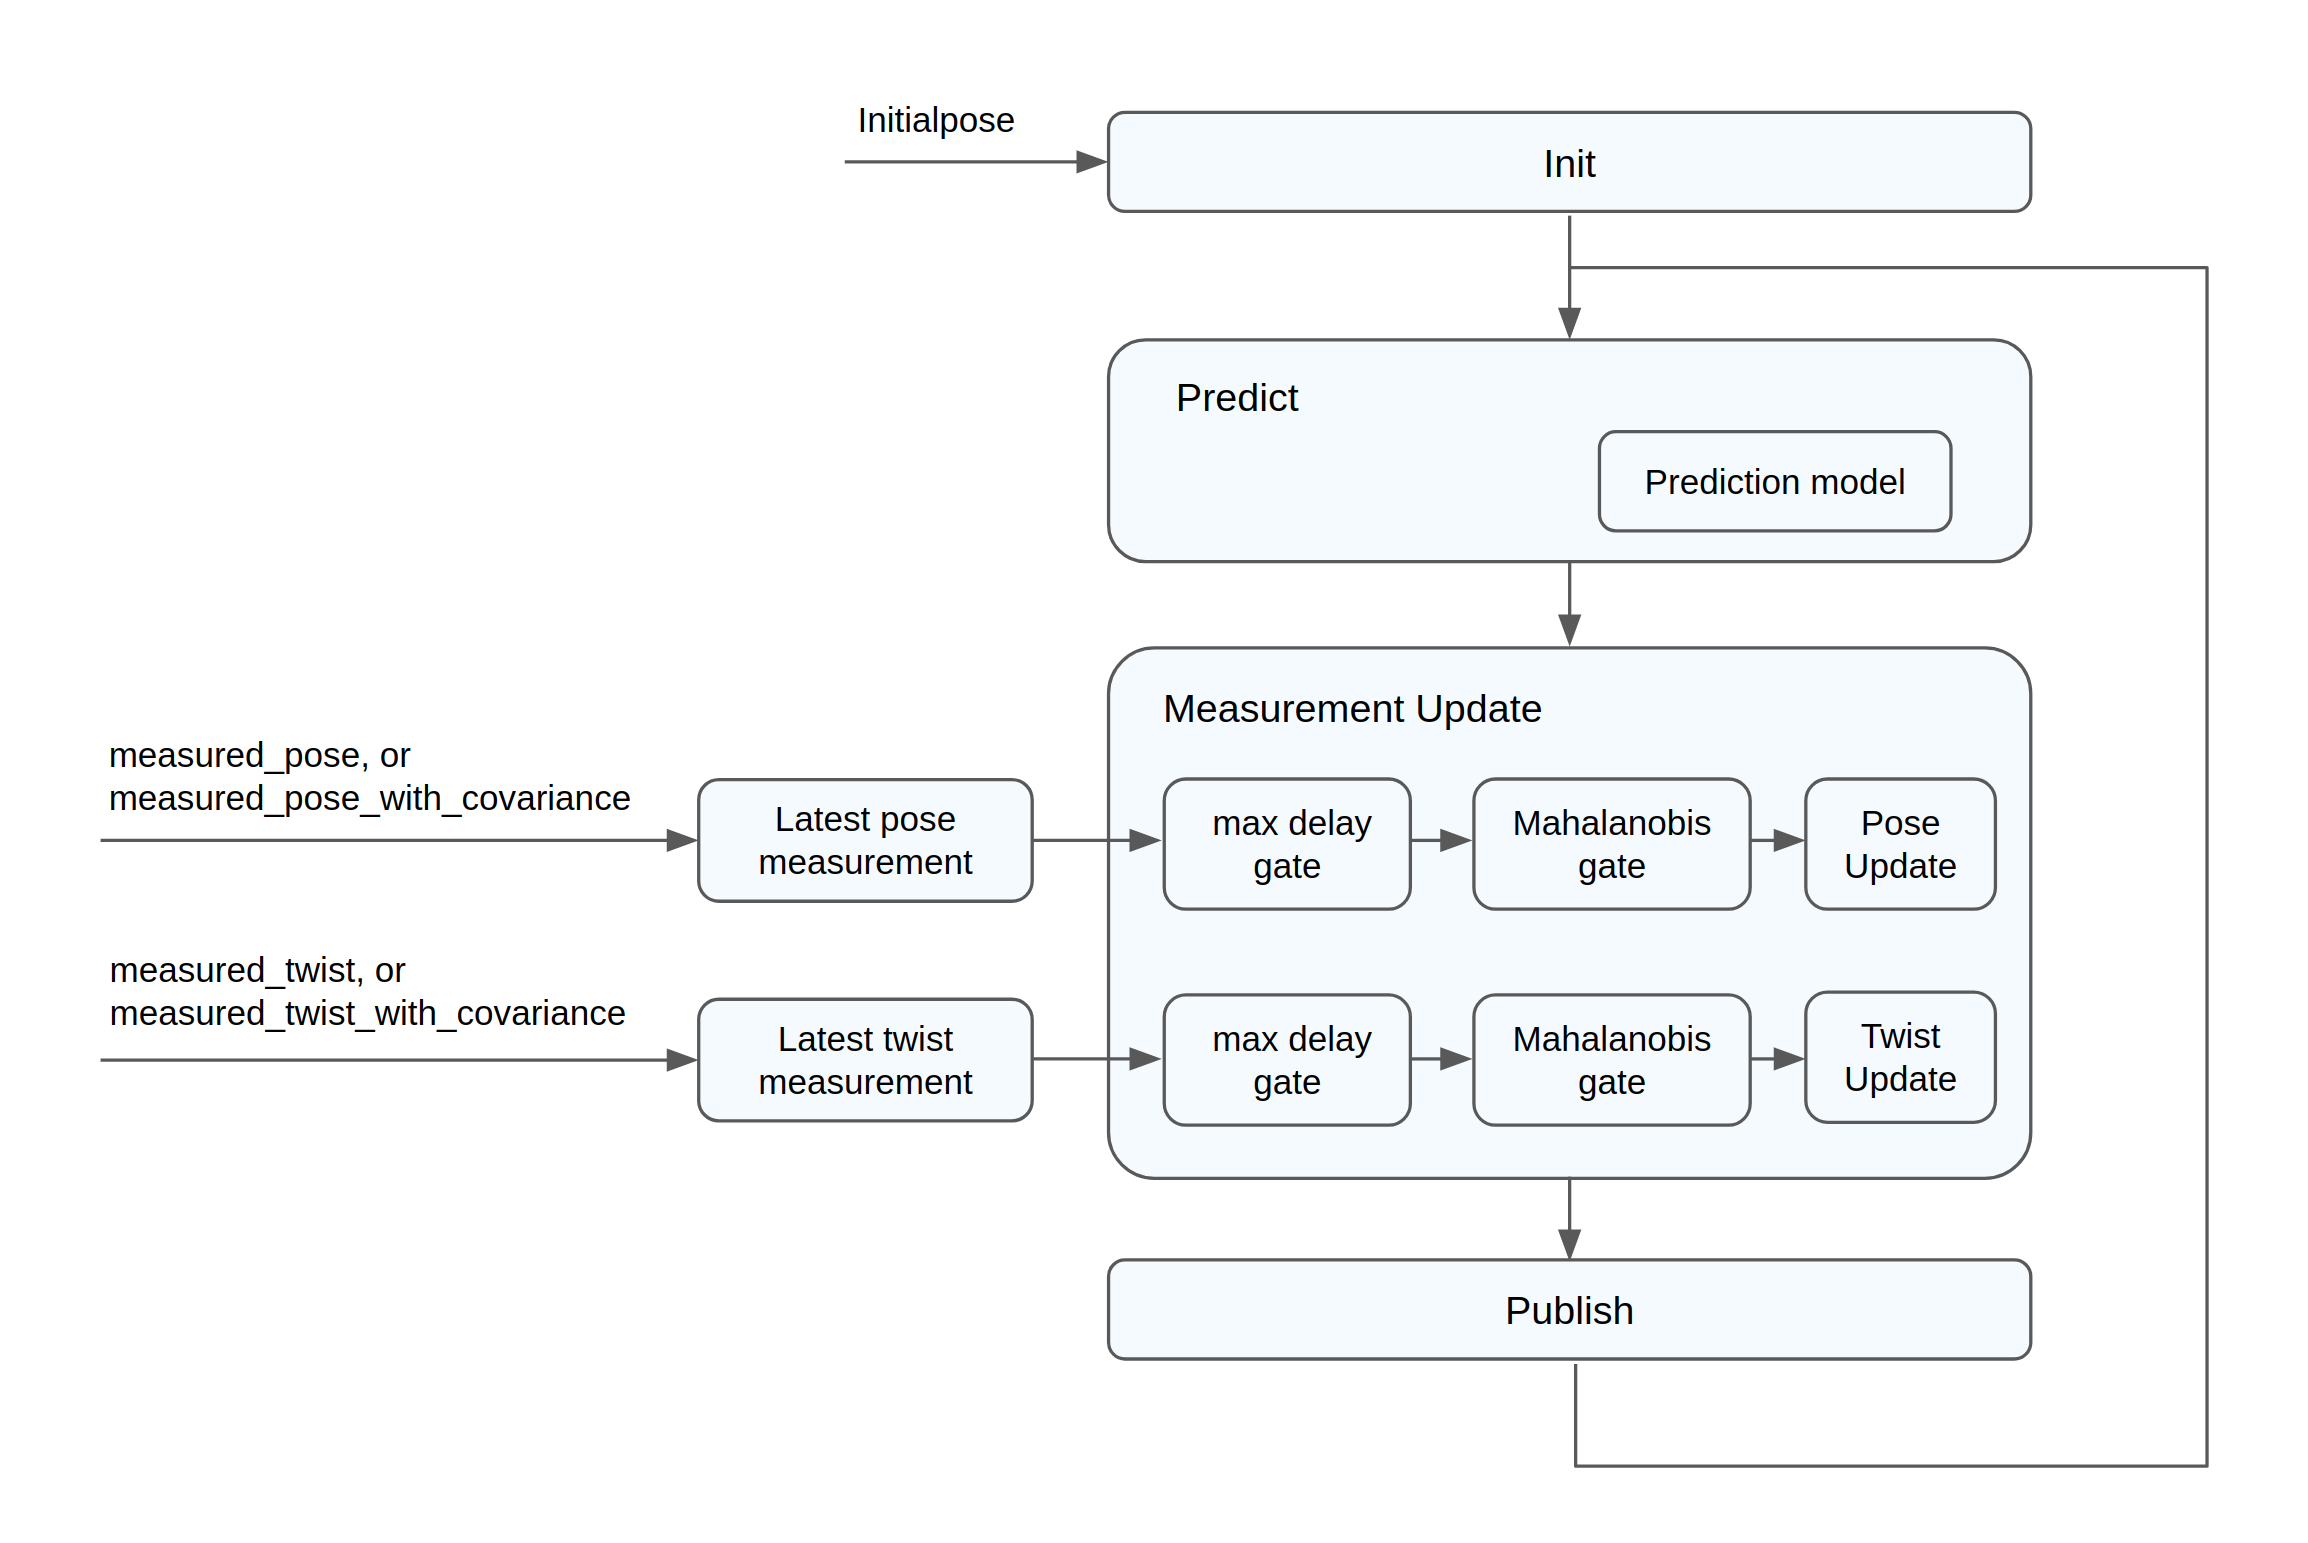 Initialpose
Init
Predict
Prediction model
Measurement Update
measured_pose, or
measured_pose_with_covariance
Latest pose
measurement
max delay
gate
Mahalanobis
gate
Pose
Update
measured_twist, or
measured_twist_with_covariance
Latest twist
measurement
max delay
gate
Mahalanobis
gate
Twist
Update
Publish